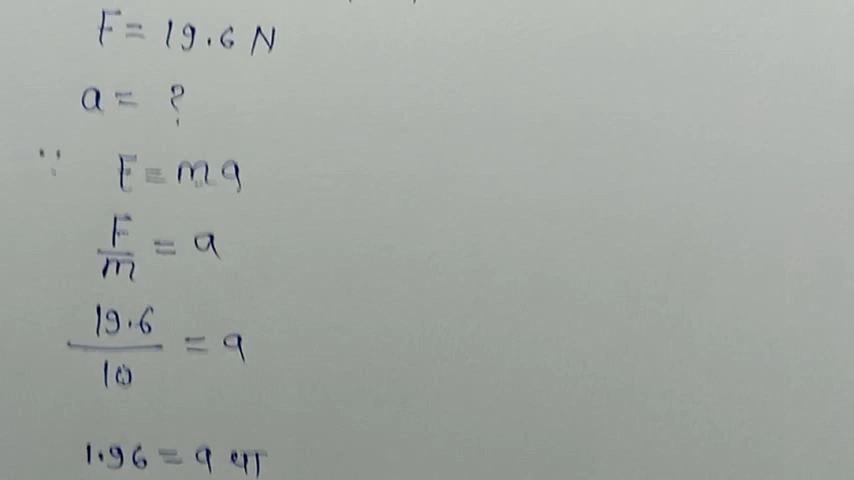 F = 19.6 N
a = ?
∵ F = ma
F/m = a
19.6/10 = a
1.96 = a या